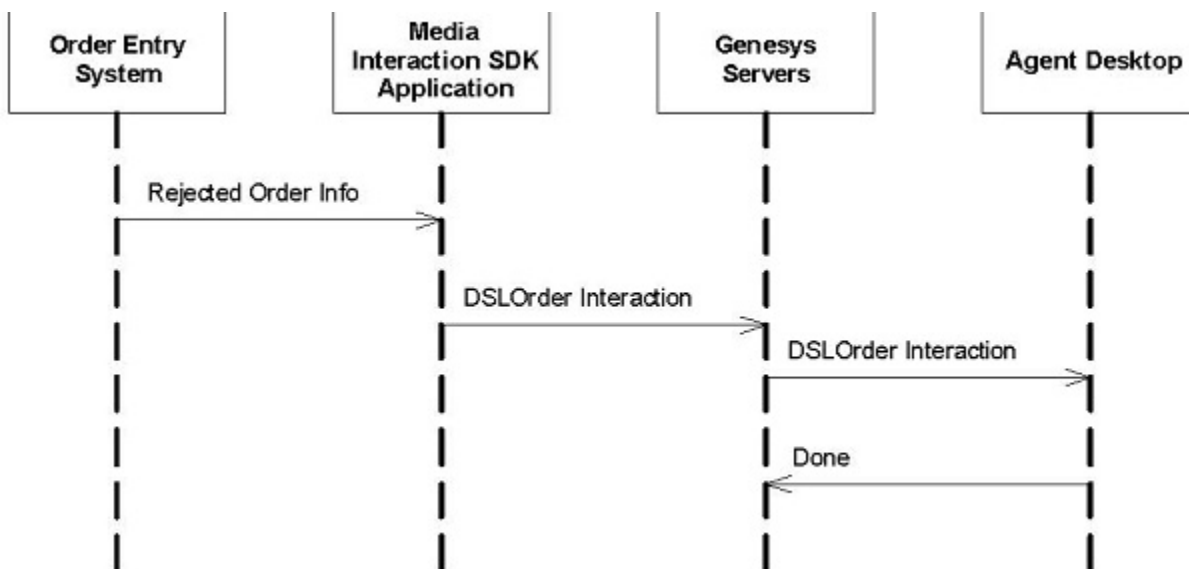 Order Entry
System
Media
Interaction SDK
Application
Genesys
Servers
Agent Desktop
Rejected Order Info
DSLOrder Interaction
DSLOrder Interaction
Done